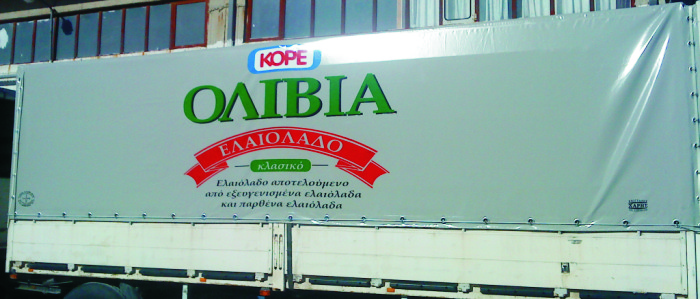 ΚΟΡΕ
ΟΛΙΒΙΑ
ΕΛΑΙΟΛΑΔΟ
κλασικό
Ελαιόλαδο αποτελούμενο
από εξευγενισμένα ελαιόλαδα
και παρθένα ελαιόλαδα